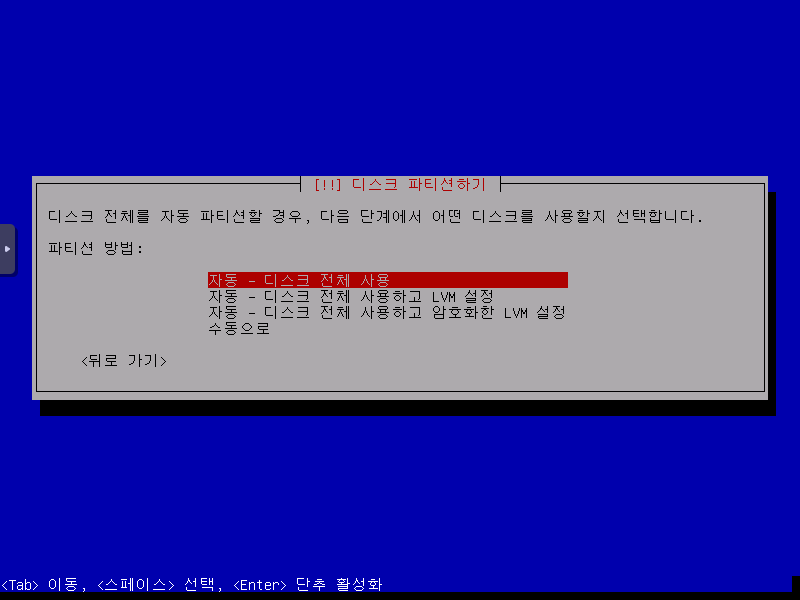 [!!] 디스크 파티션하기
디스크 전체를 자동 파티션할 경우, 다음 단계에서 어떤 디스크를 사용할지 선택합니다.
파티션 방법:
자동 - 디스크 전체 사용
자동 - 디스크 전체 사용하고 LVM 설정
자동 - 디스크 전체 사용하고 암호화한 LVM 설정
수동으로
<뒤로 가기>
<Tab> 이동, <스페이스> 선택, <Enter> 단추 활성화